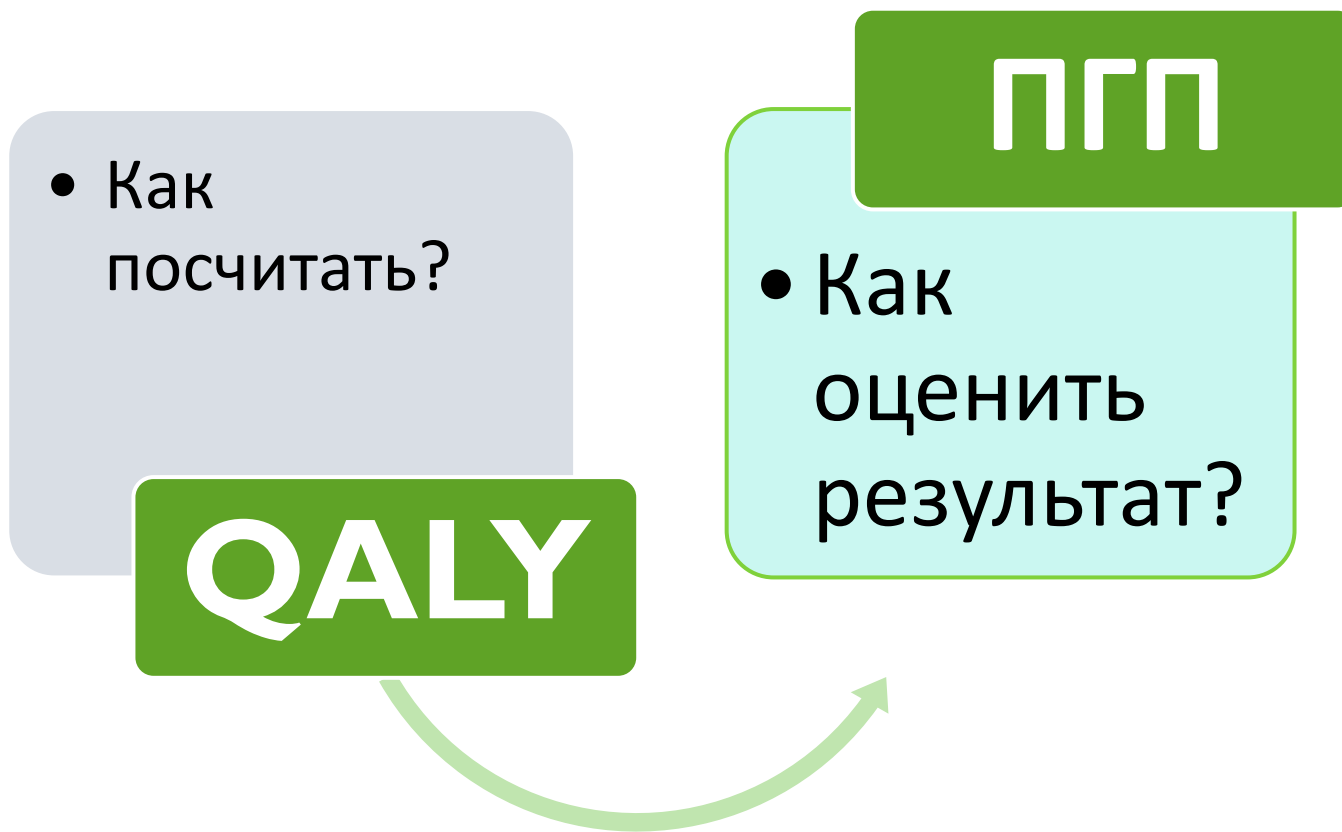 • Как
посчитать?
QALY
ПГП
• Как
оценить
результат?